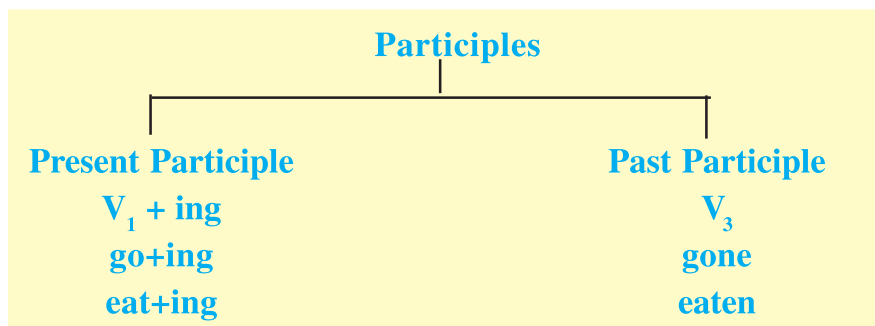 Participles
Present Participle
Past Participle
V₁ + ing
V₃
go+ing
gone
eat+ing
eaten